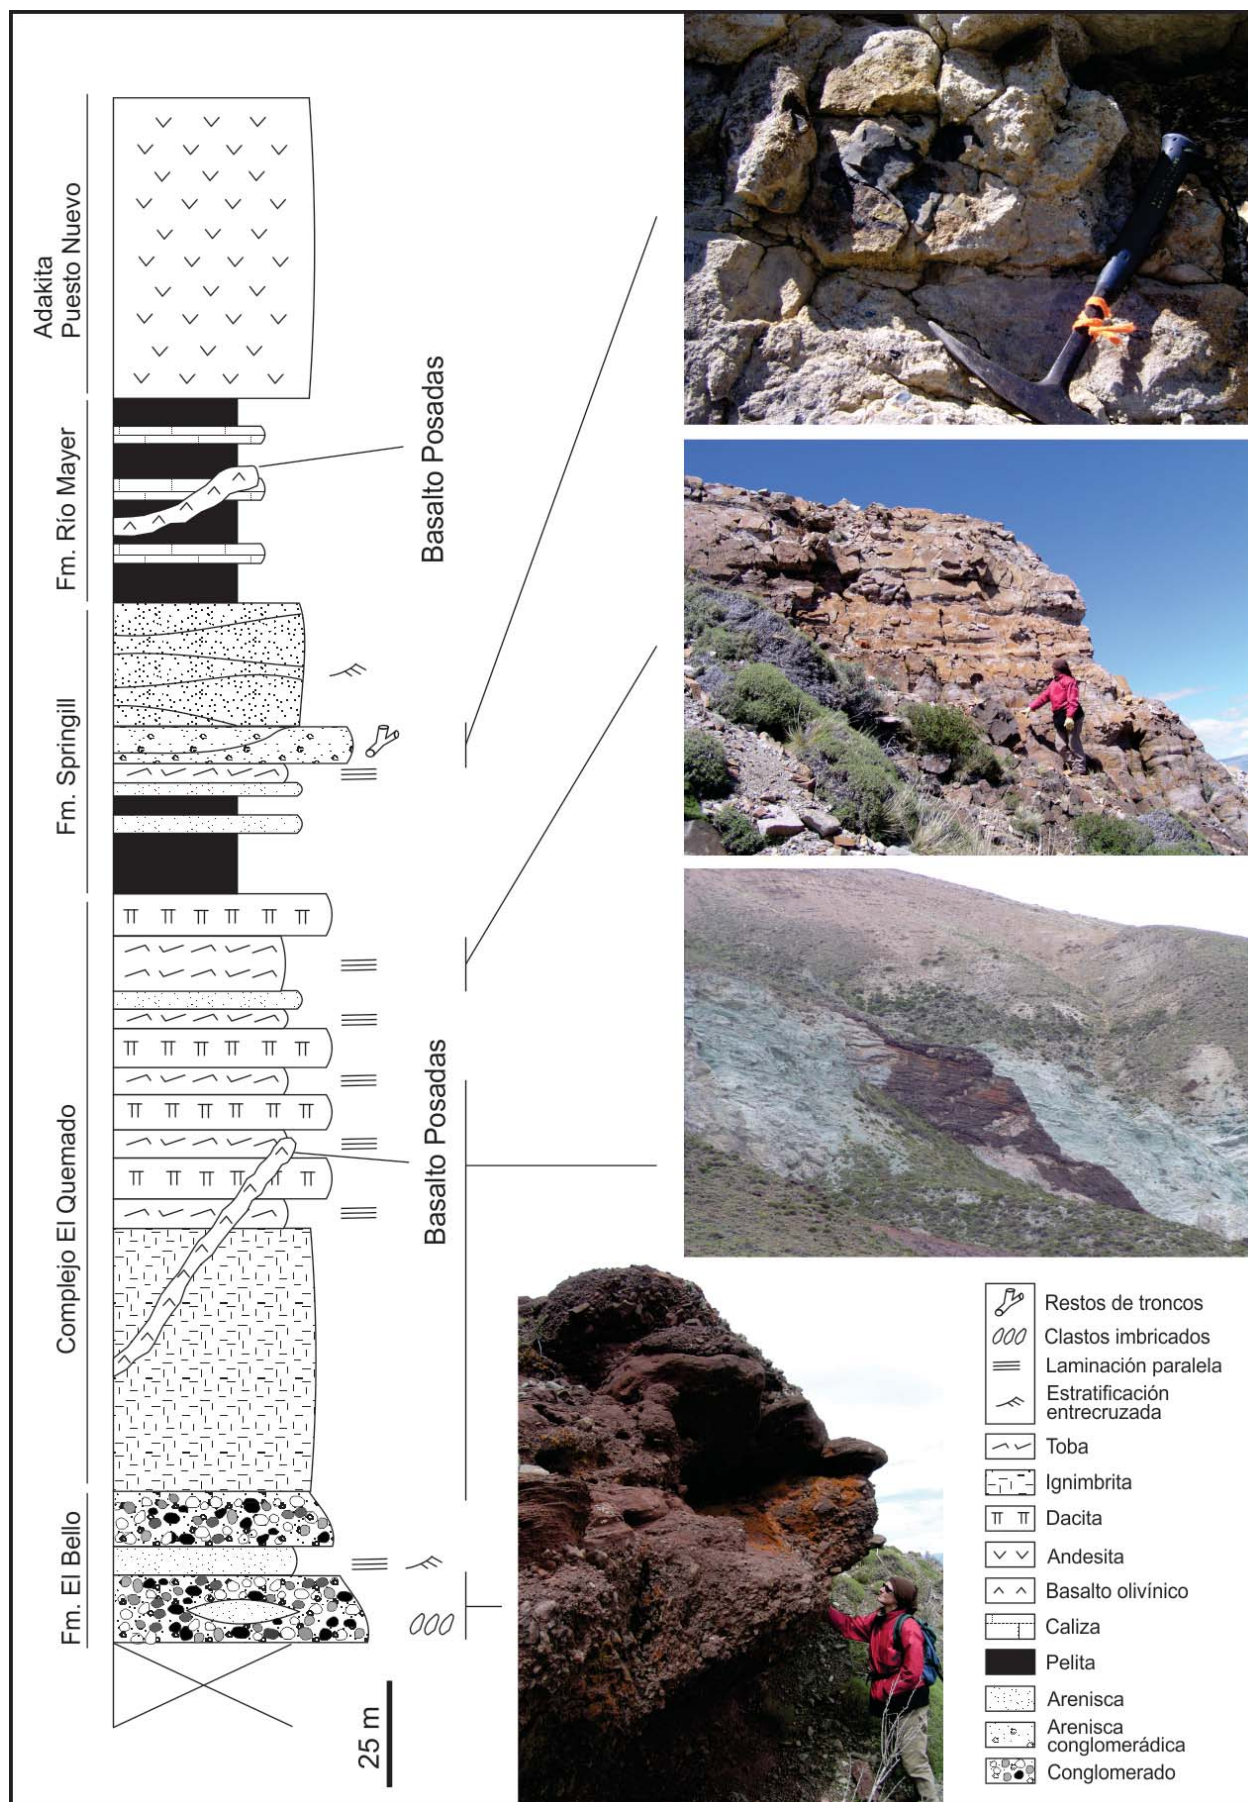 Adakita
Puesto Nuevo
Fm. Río Mayer
Basalto Posadas
Fm. Springill
Complejo El Quemado
Basalto Posadas
Fm. El Bello
25 m
Restos de troncos
Clastos imbricados
Laminación paralela
Estratificación
entrecruzada
Toba
Ignimbrita
Dacita
Andesita
Basalto olivínico
Caliza
Pelita
Arenisca
Arenisca
conglomerádica
Conglomerado